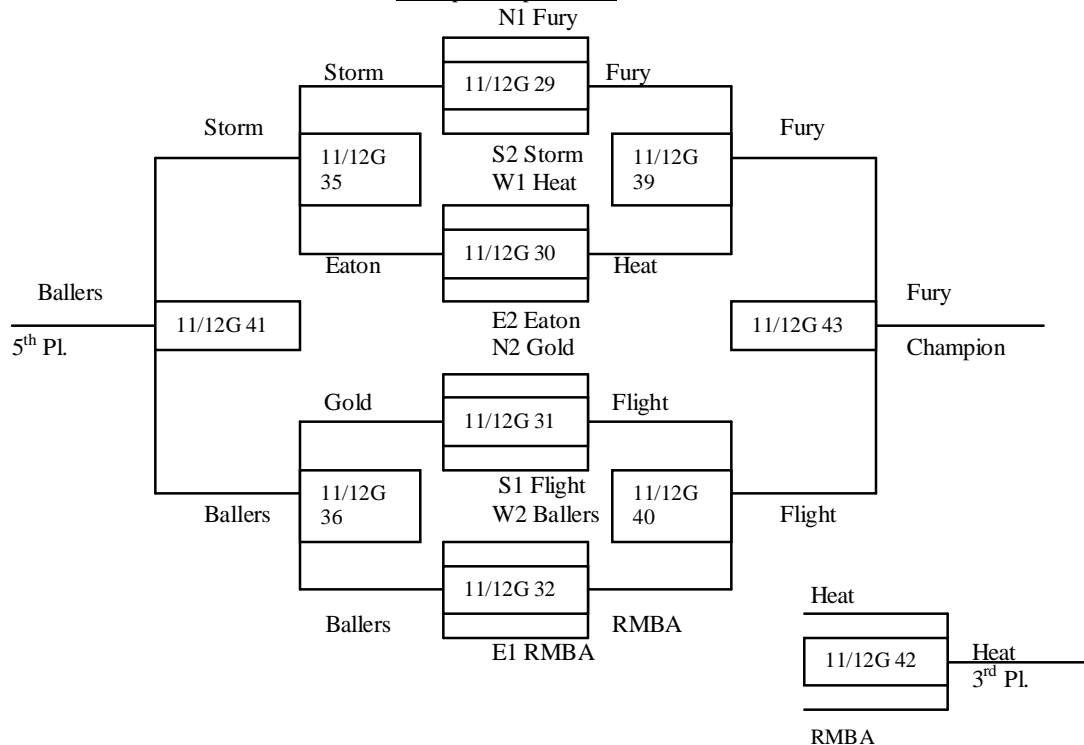 N1 Fury
Storm
11/12G 29
Fury
Storm
11/12G
35
S2 Storm
W1 Heat
11/12G
39
Fury
Eaton
11/12G 30
Heat
Ballers
5th Pl.
11/12G 41
E2 Eaton
N2 Gold
11/12G 43
Fury
Champion
Gold
11/12G 31
Flight
Ballers
11/12G
36
S1 Flight
W2 Ballers
11/12G
40
Flight
Ballers
11/12G 32
RMBA
E1 RMBA
Heat
11/12G 42
Heat
3rd Pl.
RMBA